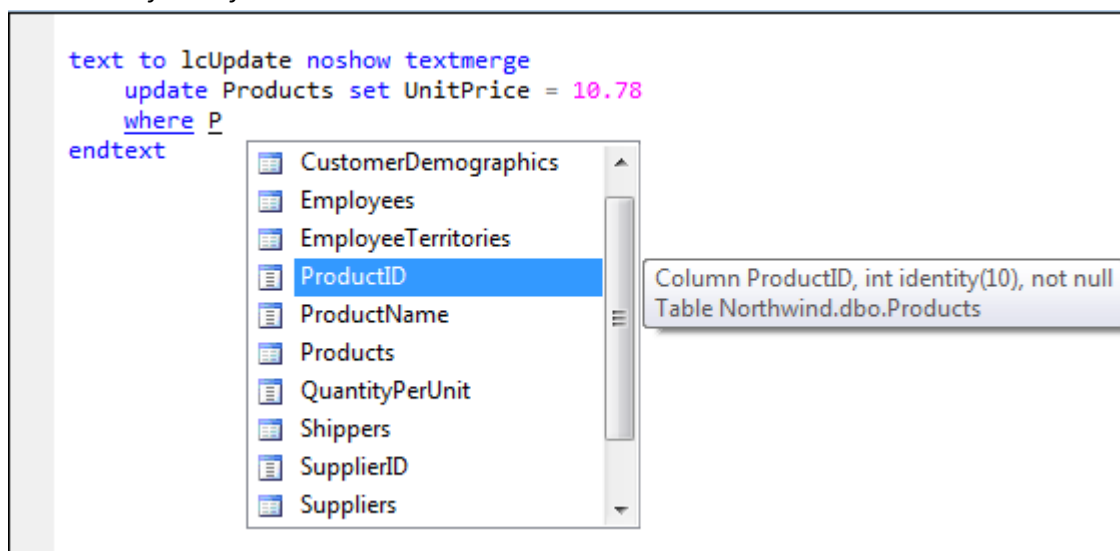 text to lcUpdate noshow textmerge
update Products set UnitPrice = 10.78
where P
endtext
CustomerDemographics
Employees
EmployeeTerritories
ProductID
ProductName
Products
QuantityPerUnit
Shippers
SupplierID
Suppliers
Column ProductID, int identity(10), not null
Table Northwind.dbo.Products